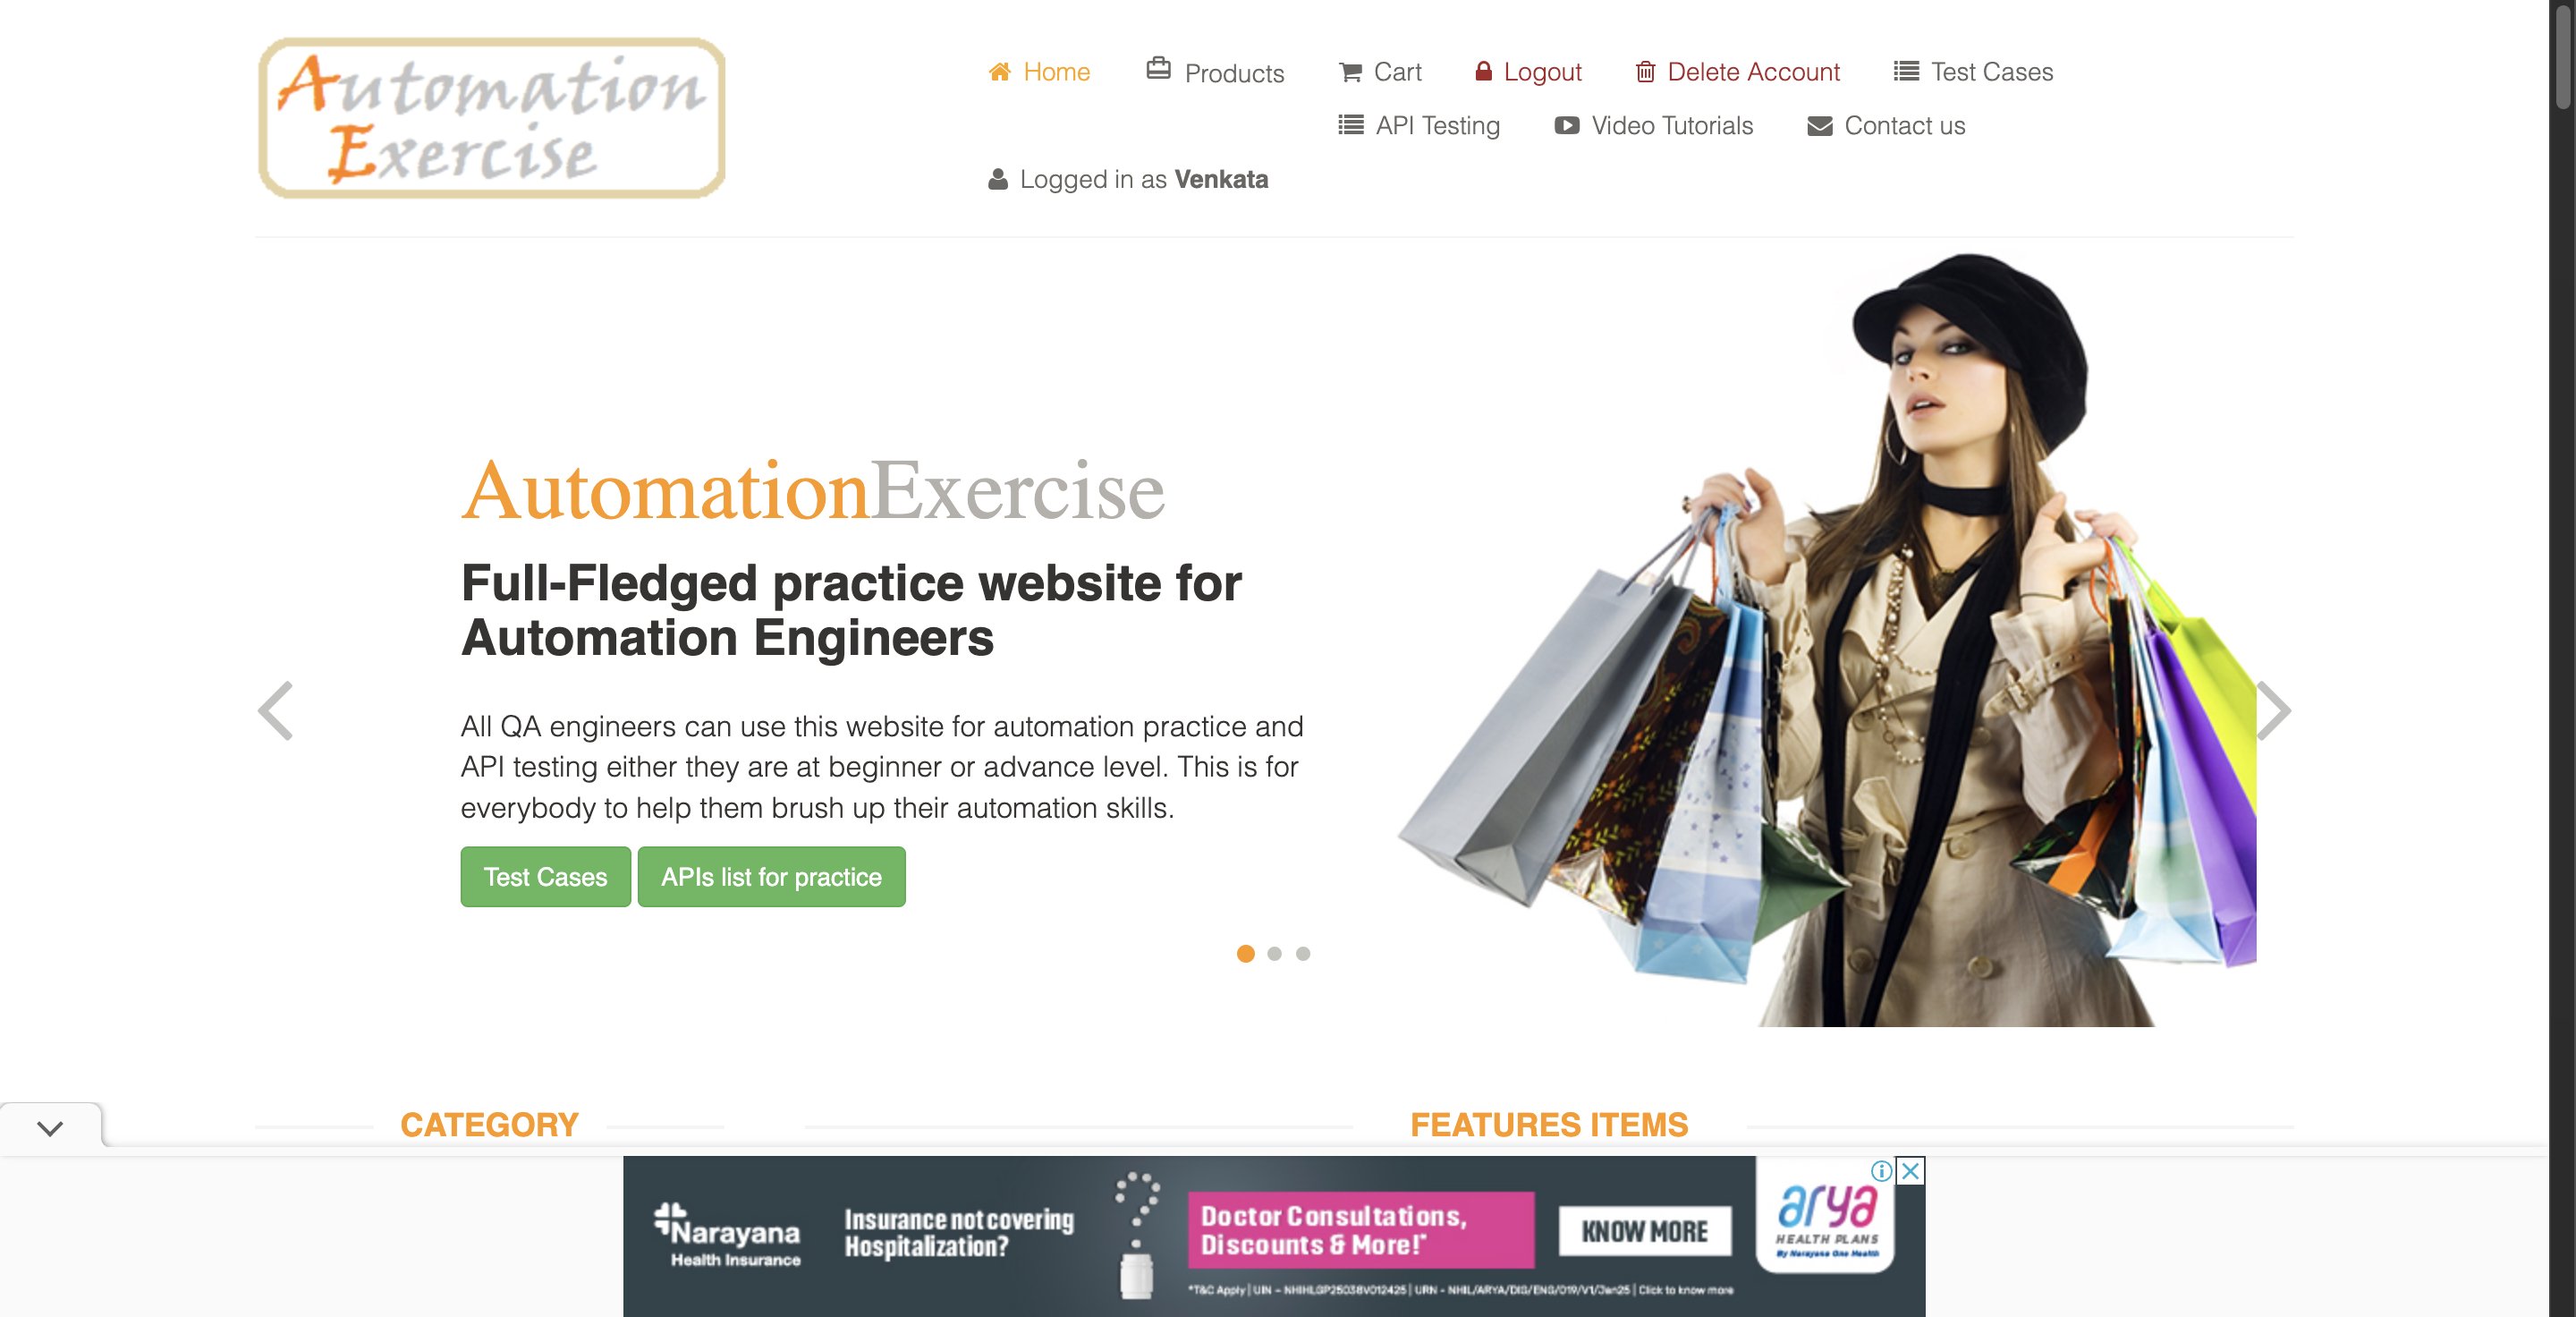 Automation
Exercise
Home Products Cart Logout Delete Account Test Cases
API Testing Video Tutorials Contact us
Logged in as Venkata
AutomationExercise
Full-Fledged practice website for
Automation Engineers
All QA engineers can use this website for automation practice and
API testing either they are at beginner or advance level. This is for
everybody to help them brush up their automation skills.
Test Cases APIs list for practice
CATEGORY FEATURES ITEMS
Narayana
Health Insurance
Insurance not covering
Hospitalization?
Doctor Consultations,
Discounts & More!*
KNOW MORE
*T&C Apply | UIN - NHIHLGP25038V012425 | URN - NHIL/ARYA/DIG/ENG/019/V1/Jan25 | Click to know more
arya
HEALTH PLANS
By Narayana One Health